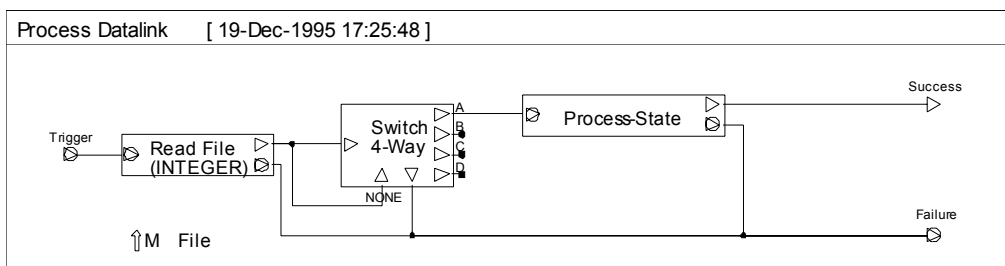 Process Datalink [ 19-Dec-1995 17:25:48 ]
Success
A
Process-State
B
Switch
4-Way
C
D
Trigger
Read File
(INTEGER)
NONE
Failure
M File